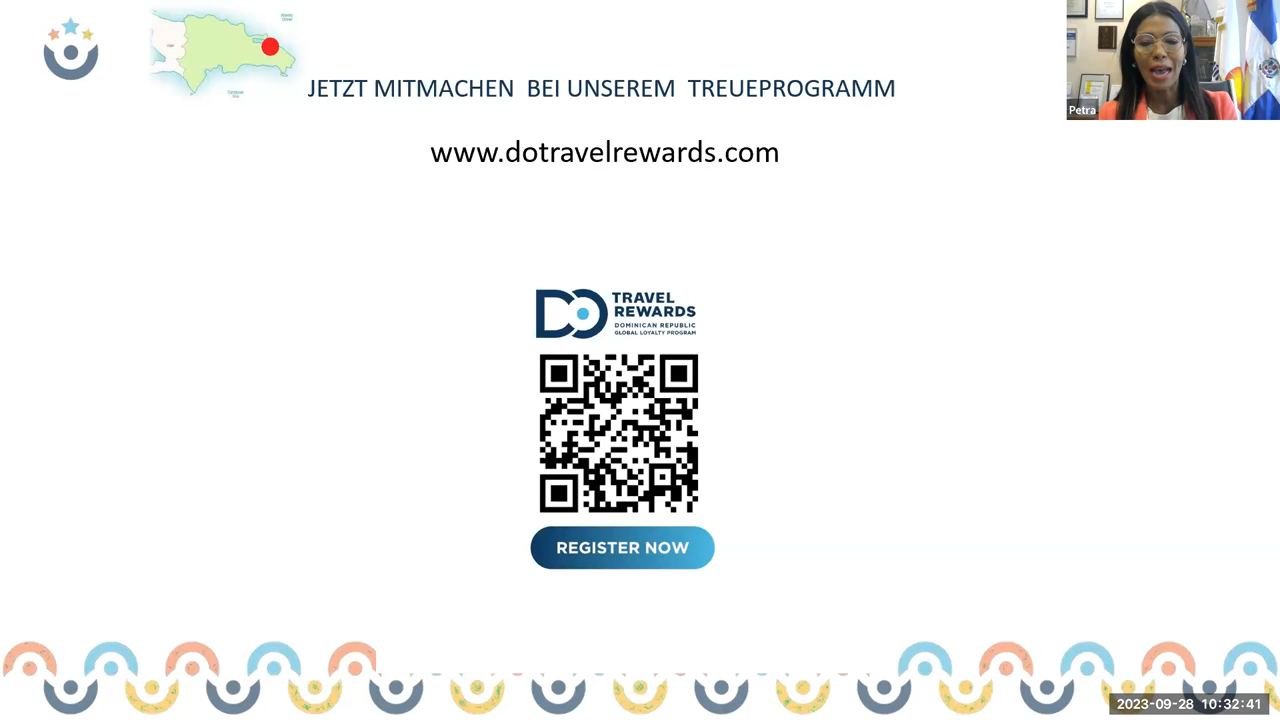 JETZT MITMACHEN BEI UNSEREM TREUEPROGRAMM
www.dotravelrewards.com
Petra
DO TRAVEL
REWARDS
DOMINICAN REPUBLIC
GLOBAL LOYALTY PROGRAM
REGISTER NOW
2023-09-28 10:32:41